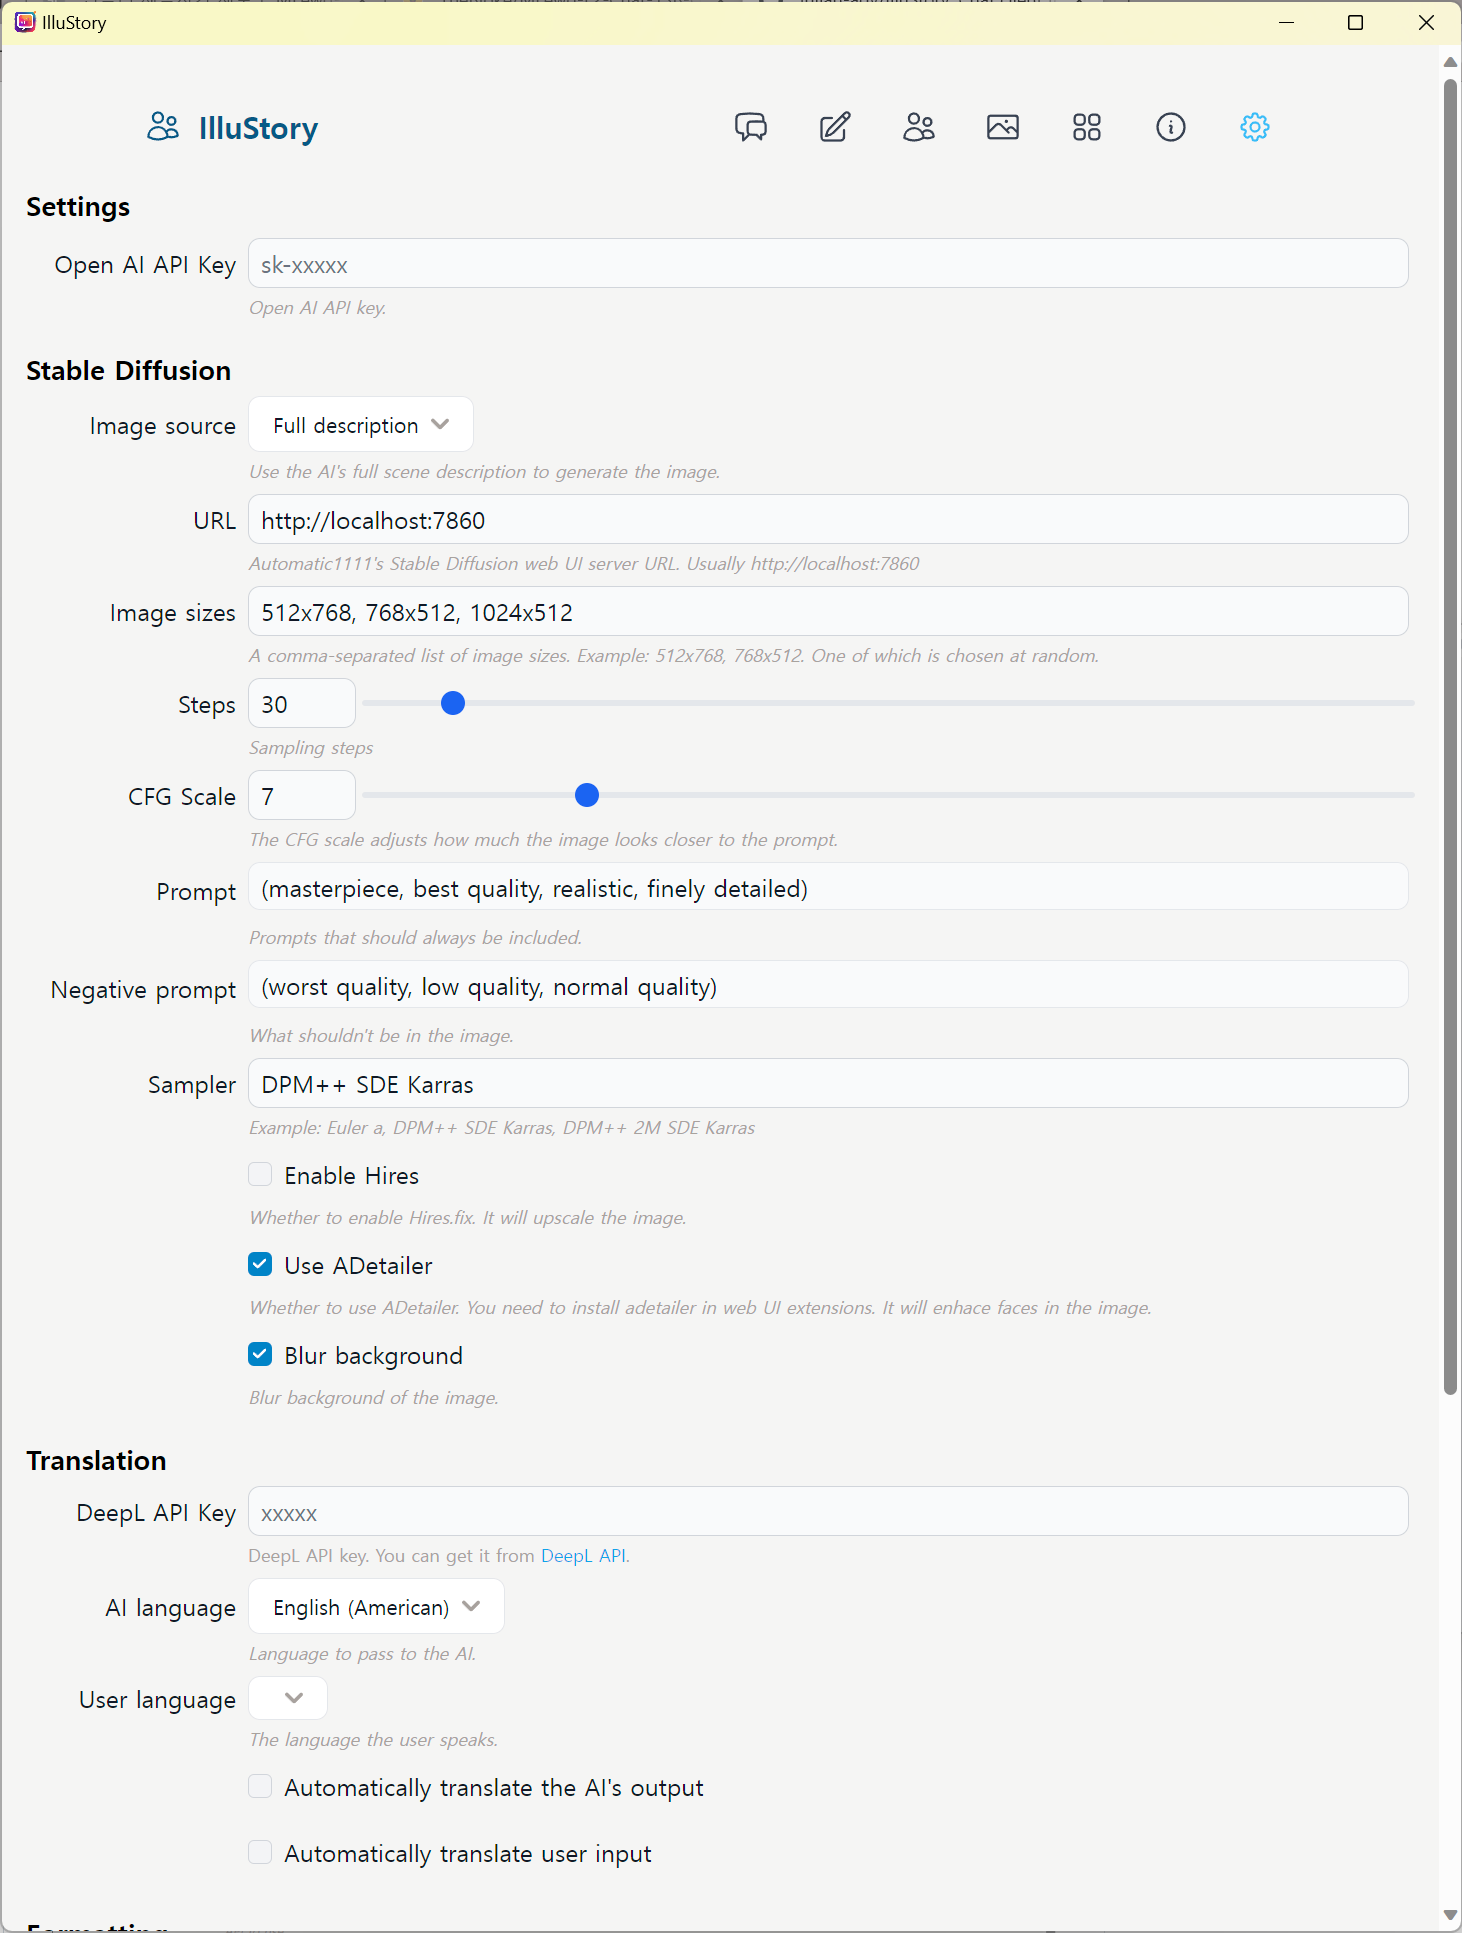 IlluStory
IlluStory
Settings
Open AI API Key
sk-xxxxx
Open AI API key.
Stable Diffusion
Image source
Full description
Use the AI's full scene description to generate the image.
URL
http://localhost:7860
Automatic1111's Stable Diffusion web UI server URL. Usually http://localhost:7860
Image sizes
512x768, 768x512, 1024x512
A comma-separated list of image sizes. Example: 512x768, 768x512. One of which is chosen at random.
Steps
30
Sampling steps
CFG Scale
7
The CFG scale adjusts how much the image looks closer to the prompt.
Prompt
(masterpiece, best quality, realistic, finely detailed)
Prompts that should always be included.
Negative prompt
(worst quality, low quality, normal quality)
What shouldn't be in the image.
Sampler
DPM++ SDE Karras
Example: Euler a, DPM++ SDE Karras, DPM++ 2M SDE Karras
Enable Hires
Whether to enable Hires.fix. It will upscale the image.
Use ADetailer
Whether to use ADetailer. You need to install adetailer in web UI extensions. It will enhace faces in the image.
Blur background
Blur background of the image.
Translation
DeepL API Key
xxxxx
DeepL API key. You can get it from DeepL API.
AI language
English (American)
Language to pass to the AI.
User language
The language the user speaks.
Automatically translate the AI's output
Automatically translate user input
Formatting